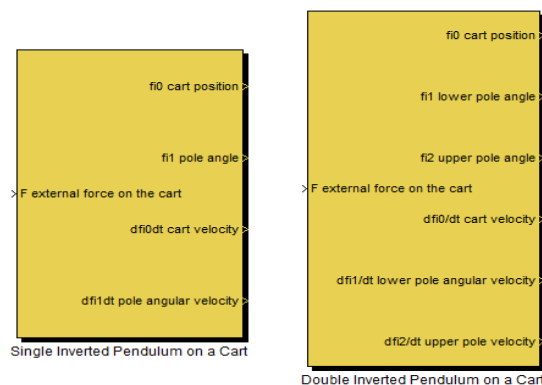 fi0 cart position
fi1 pole angle
F external force on the cart
dfi0dt cart velocity
dfi1dt pole angular velocity
Single Inverted Pendulum on a Cart
fi0 cart position
fi1 lower pole angle
fi2 upper pole angle
F external force on the cart
dfi0/dt cart velocity
dfi1/dt lower pole angular velocity
dfi2/dt upper pole velocity
Double Inverted Pendulum on a Cart